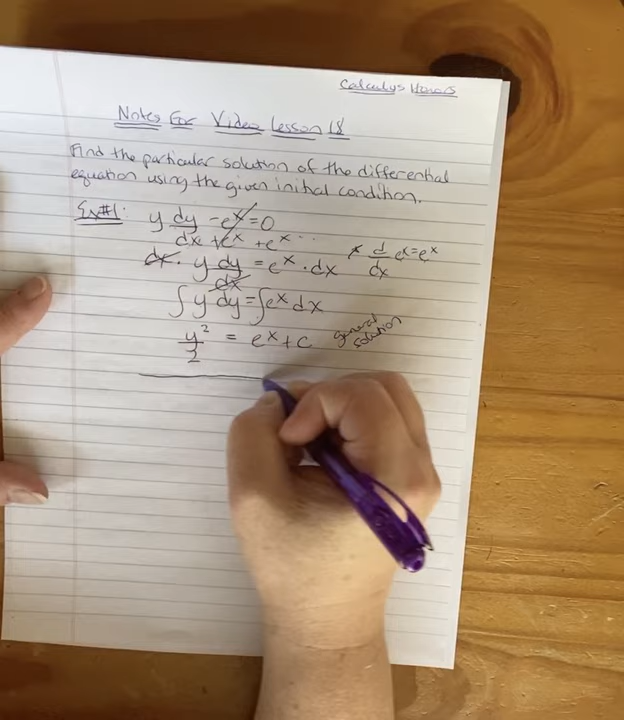 Calculus Honors
Notes For Video Lesson 18
Find the particular solution of the differential
equation using the given initial condition.
Ex#1: y dy/dx - e^x = 0
+e^x +e^x
dx · y dy/dx = e^x · dx * d/dx e^x = e^x
∫ y dy = ∫ e^x dx
y^2/2 = e^x + c general solution